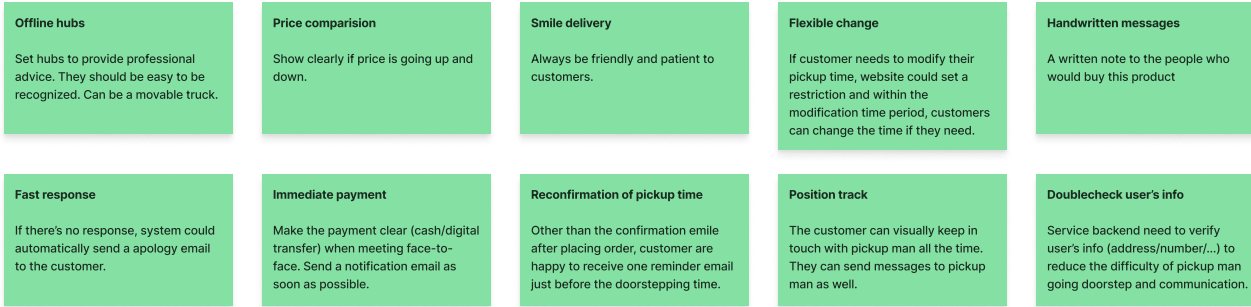 Offline hubs
Set hubs to provide professional
advice. They should be easy to be
recognized. Can be a movable truck.
Price comparision
Show clearly if price is going up and
down.
Smile delivery
Always be friendly and patient to
customers.
Flexible change
If customer needs to modify their
pickup time, website could set a
restriction and within the
modification time period, customers
can change the time if they need.
Handwritten messages
A written note to the people who
would buy this product
Fast response
If there's no response, system could
automatically send a apology email
to the customer.
Immediate payment
Make the payment clear (cash/digital
transfer) when meeting face-to-
face. Send a notification email as
soon as possible.
Reconfirmation of pickup time
Other than the confirmation emile
after placing order, customer are
happy to receive one reminder email
just before the doorstepping time.
Position track
The customer can visually keep in
touch with pickup man all the time.
They can send messages to pickup
man as well.
Doublecheck user's info
Service backend need to verify
user's info (address/number/...) to
reduce the difficulty of pickup man
going doorstep and communication.